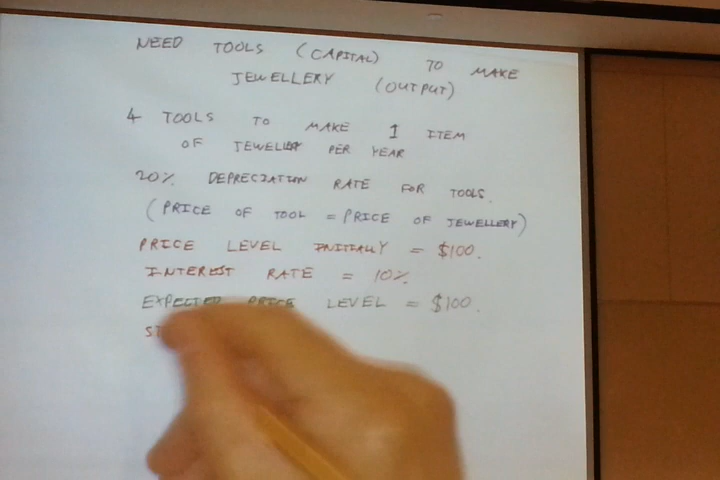 NEED TOOLS (CAPITAL) TO MAKE
JEWELLERY (OUTPUT)
4 TOOLS TO MAKE 1 ITEM
OF PER YEAR
20% DEPRECIATION RATE FOR TOOLS.
(PRICE OF TOOL = PRICE OF JEWELLERY)
PRICE LEVEL INITIALLY = $100.
INTEREST RATE = 10%
EXPECTED PRICE LEVEL = $100.